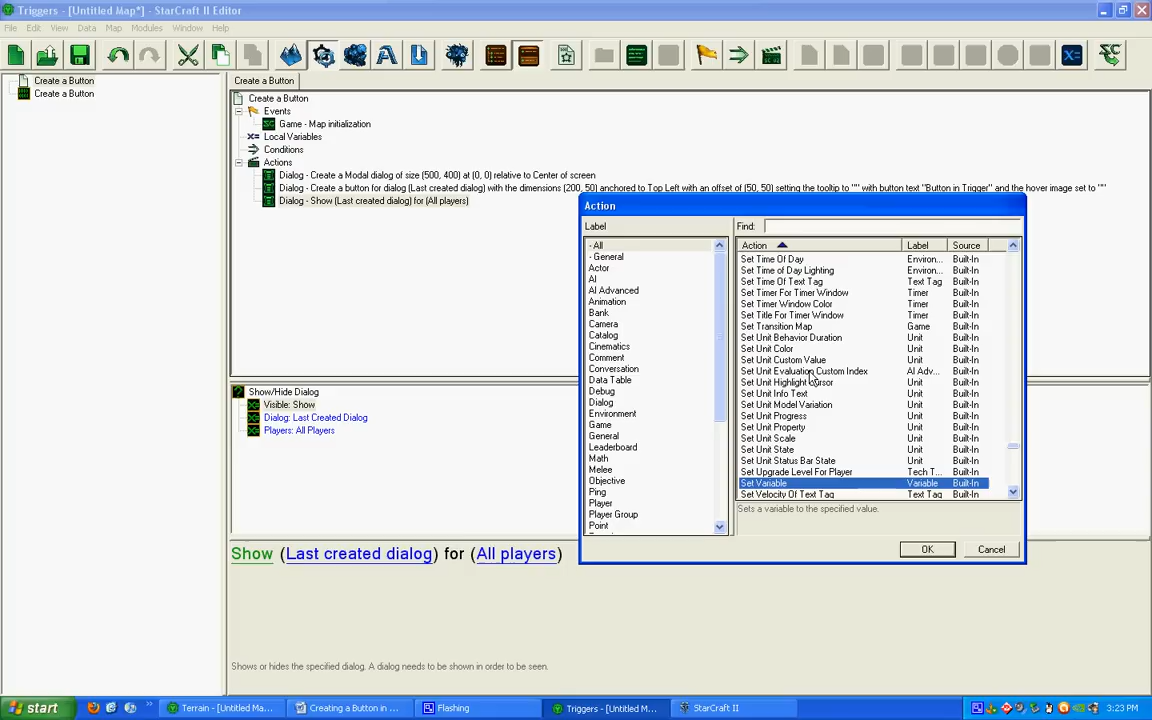 Triggers - [Untitled Map*] - StarCraft II Editor
File Edit View Data Map Modules Window Help
Create a Button
Create a Button
Create a Button
Create a Button
Events
Game - Map initialization
Local Variables
Conditions
Actions
Dialog - Create a Modal dialog of size (500, 400) at (0, 0) relative to Center of screen
Dialog - Create a button for dialog (Last created dialog) with the dimensions (200, 50) anchored to Top Left with an offset of (50, 50) setting the tooltip to "" with button text "Button in Trigger" and the hover image set to ""
Dialog - Show (Last created dialog) for (All players)
Show/Hide Dialog
Visible: Show
Dialog: Last Created Dialog
Players: All Players
Show (Last created dialog) for (All players)
Shows or hides the specified dialog. A dialog needs to be shown in order to be seen.
Action
Label
- All
- General
Actor
AI
AI Advanced
Animation
Bank
Camera
Catalog
Cinematics
Comment
Conversation
Data Table
Debug
Dialog
Environment
Game
General
Leaderboard
Math
Melee
Objective
Ping
Player
Player Group
Point
Find:
Action Label Source
Set Time Of Day Environ... Built-In
Set Time of Day Lighting Environ... Built-In
Set Time Of Text Tag Text Tag Built-In
Set Timer For Timer Window Timer Built-In
Set Timer Window Color Timer Built-In
Set Title For Timer Window Timer Built-In
Set Transition Map Game Built-In
Set Unit Behavior Duration Unit Built-In
Set Unit Color Unit Built-In
Set Unit Custom Value Unit Built-In
Set Unit Evaluation Custom Index AI Adv... Built-In
Set Unit Highlight Cursor Unit Built-In
Set Unit Info Text Unit Built-In
Set Unit Model Variation Unit Built-In
Set Unit Progress Unit Built-In
Set Unit Property Unit Built-In
Set Unit Scale Unit Built-In
Set Unit State Unit Built-In
Set Unit Status Bar State Unit Built-In
Set Upgrade Level For Player Tech T... Built-In
Set Variable Variable Built-In
Set Velocity Of Text Tag Text Tag Built-In
Sets a variable to the specified value.
OK Cancel
start
Terrain - [Untitled Ma...
Creating a Button in ...
Flashing
Triggers - [Untitled M...
StarCraft II
3:23 PM